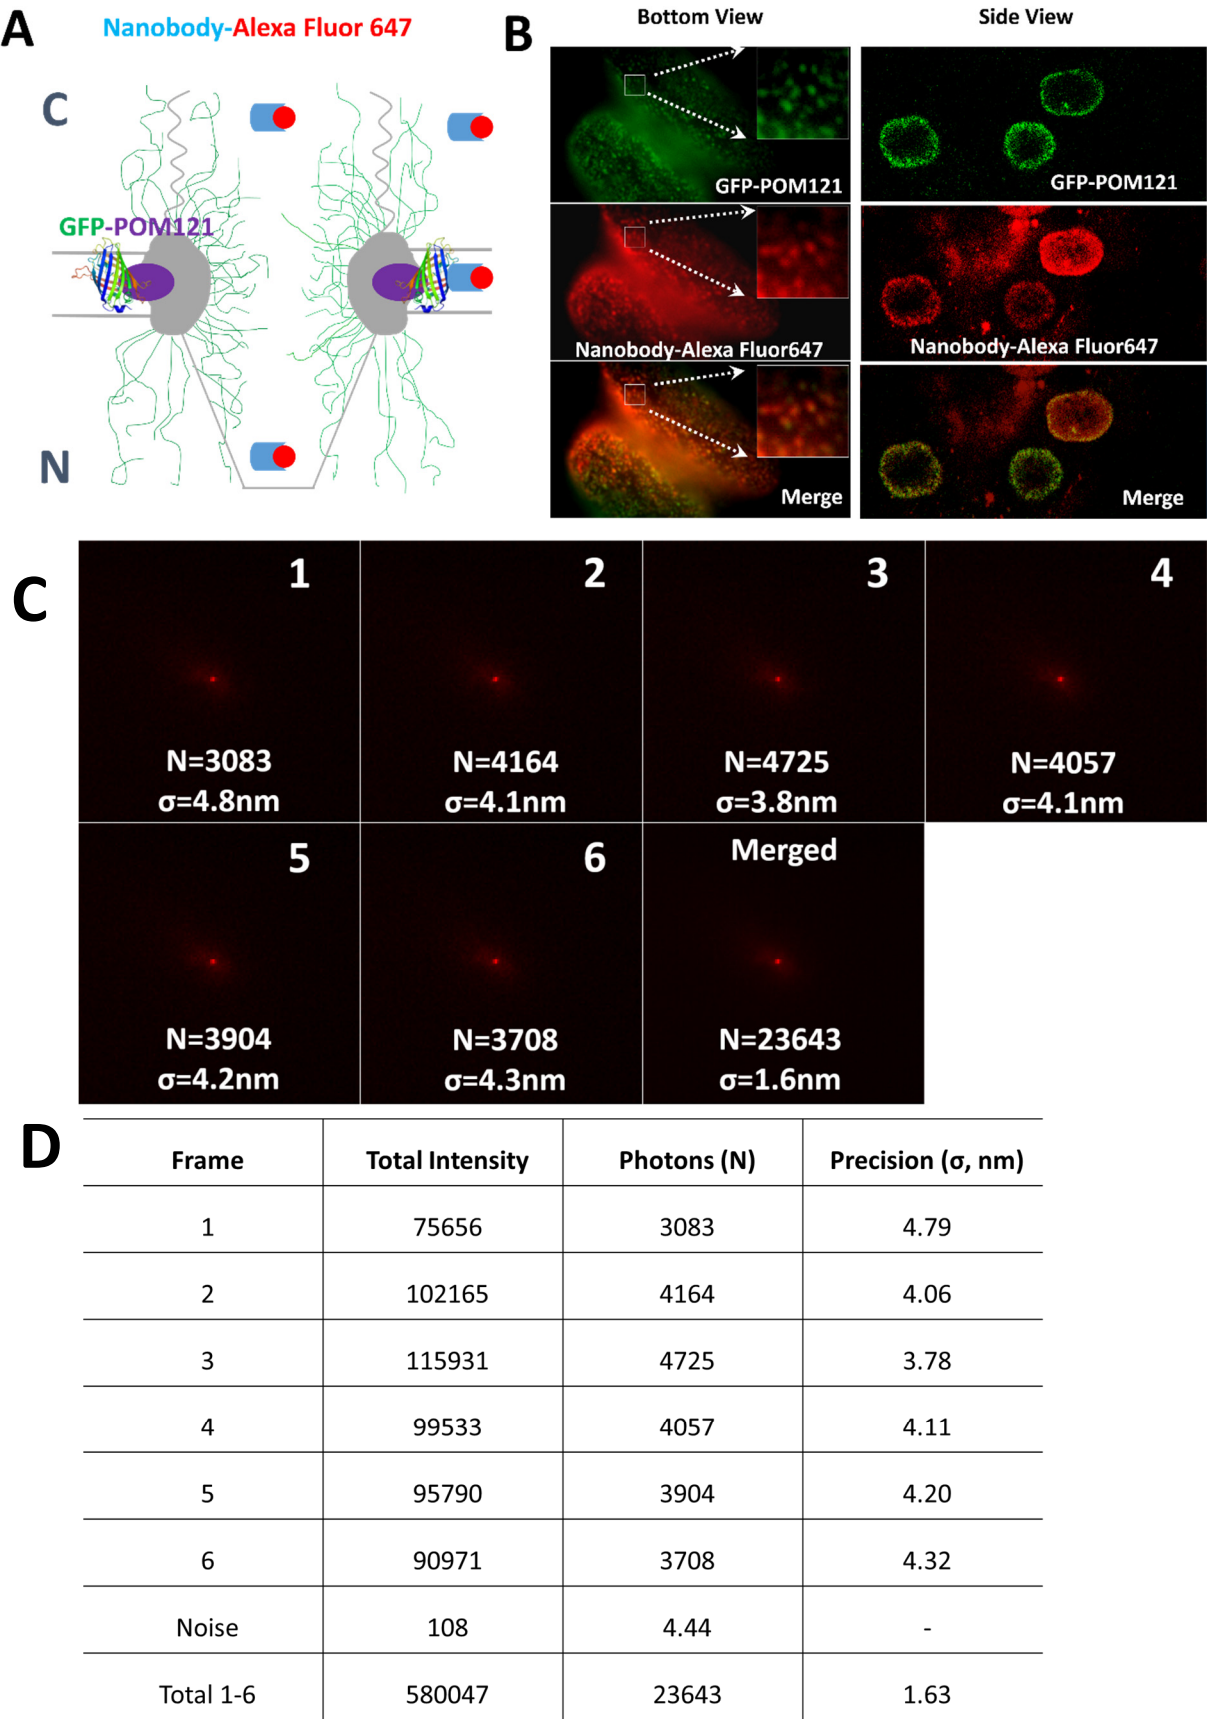 A
Nanobody-Alexa Fluor 647
C
GFP-POM121
N
B
Bottom View
Side View
GFP-POM121
GFP-POM121
Nanobody-Alexa Fluor647
Nanobody-Alexa Fluor647
Merge
Merge
C
1
N=3083
σ=4.8nm
2
N=4164
σ=4.1nm
3
N=4725
σ=3.8nm
4
N=4057
σ=4.1nm
5
N=3904
σ=4.2nm
6
N=3708
σ=4.3nm
Merged
N=23643
σ=1.6nm
D
Frame Total Intensity Photons (N) Precision (σ, nm)
1 75656 3083 4.79
2 102165 4164 4.06
3 115931 4725 3.78
4 99533 4057 4.11
5 95790 3904 4.20
6 90971 3708 4.32
Noise 108 4.44 -
Total 1-6 580047 23643 1.63